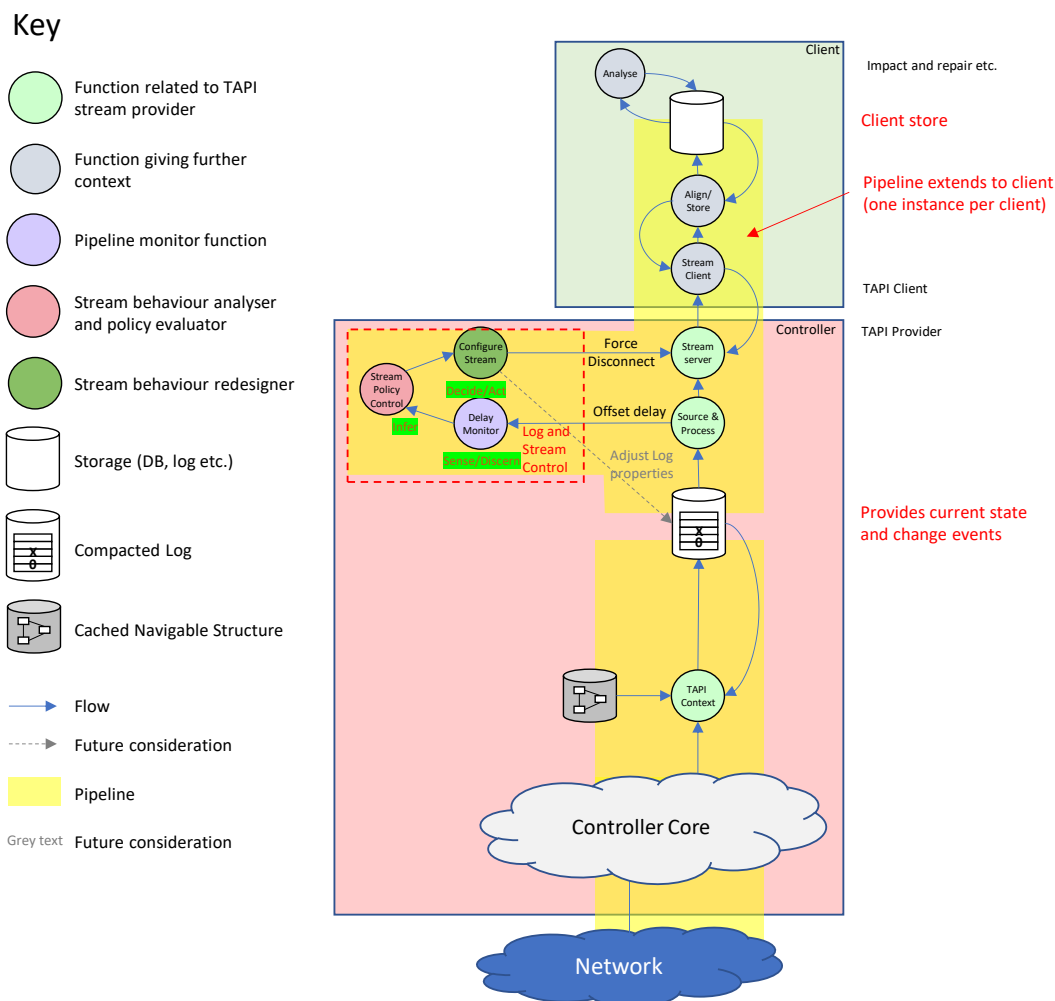 Key
Function related to TAPI
stream provider
Function giving further
context
Pipeline monitor function
Stream behaviour analyser
and policy evaluator
Stream behaviour redesigner
Storage (DB, log etc.)
X
0
Compacted Log
Cached Navigable Structure
Flow
Future consideration
Pipeline
Grey text
Future consideration
Client
Analyse
Impact and repair etc.
Client store
Align/
Store
Pipeline extends to client
(one instance per client)
Stream
Client
TAPI Client
Controller
TAPI Provider
Configure
Stream
Force
Disconnect
Stream
server
Stream
Policy
Control
Decide/Act
Infer
Delay
Monitor
Offset delay
Source &
Process
Log and
Stream
Control
Sense/Discern
Adjust Log
properties
X
0
Provides current state
and change events
TAPI
Context
Controller Core
Network